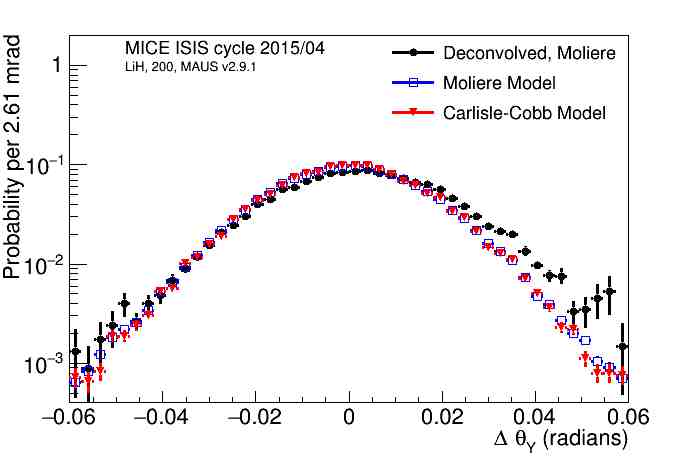 MICE ISIS cycle 2015/04
LiH, 200, MAUS v2.9.1
Deconvolved, Moliere
Moliere Model
Carlisle-Cobb Model
Probability per 2.61 mrad
1
10⁻¹
10⁻²
10⁻³
−0.06 −0.04 −0.02 0 0.02 0.04 0.06
Δ θY (radians)